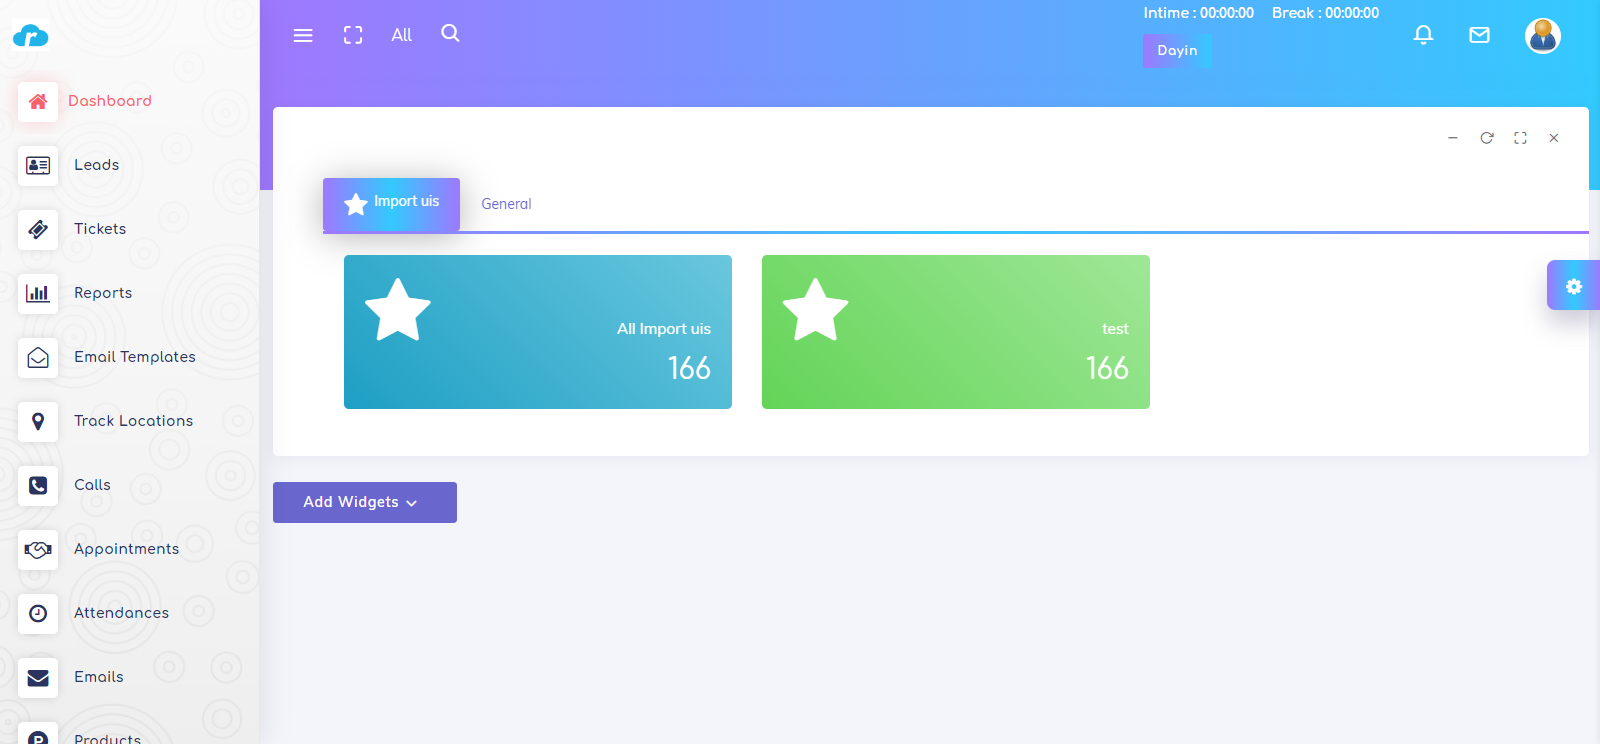 r
Dashboard
Leads
Tickets
Reports
Email Templates
Track Locations
Calls
Appointments
Attendances
Emails
P Products
All
Intime : 00:00:00 Break : 00:00:00
Dayin
Import uis
General
All Import uis
166
test
166
Add Widgets